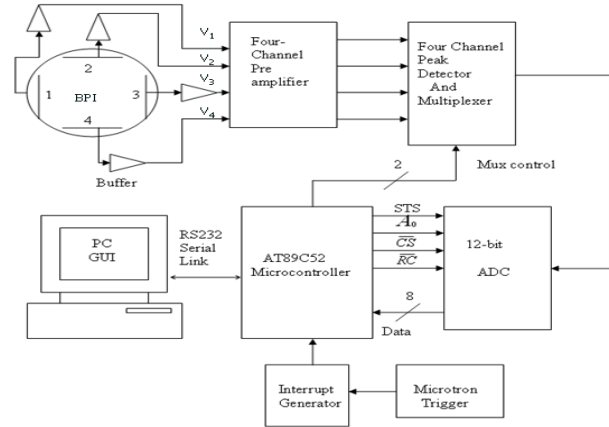 V1
V2
V3
V4
1
2
BPI
3
4
Buffer
Four-
Channel
Pre
amplifier
Four Channel
Peak
Detector
And
Multiplexer
2
Mux control
PC
GUI
RS232
Serial
Link
AT89C52
Microcontroller
STS
A0
CS
RC
12-bit
ADC
8
Data
Interrupt
Generator
Microtron
Trigger